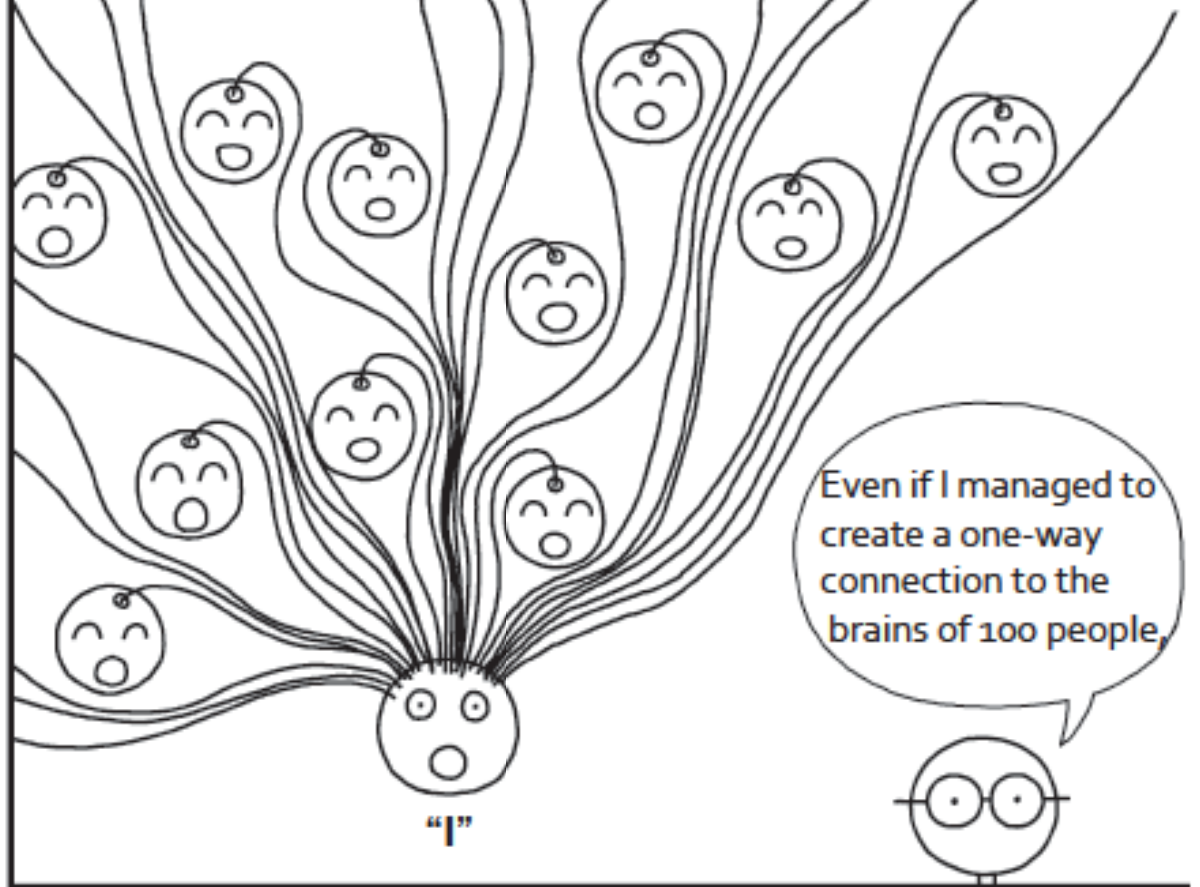 Even if I managed to
create a one-way
connection to the
brains of 100 people,
“I”